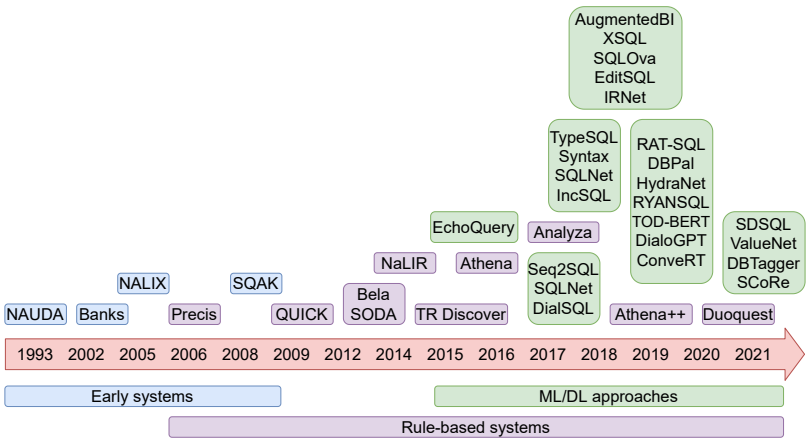 AugmentedBI
XSQL
SQLOva
EditSQL
IRNet
TypeSQL
Syntax
SQLNet
IncSQL
RAT-SQL
DBPal
HydraNet
RYANSQL
TOD-BERT
DialoGPT
ConveRT
EchoQuery
Analyza
SDSQL
ValueNet
DBTagger
SCoRe
NaLIR
Athena
Seq2SQL
SQLNet
DialSQL
NALIX
SQAK
Bela
SODA
NAUDA
Banks
Precis
QUICK
TR Discover
Athena++
Duoquest
1993 2002 2005 2006 2008 2009 2012 2014 2015 2016 2017 2018 2019 2020 2021
Early systems
ML/DL approaches
Rule-based systems